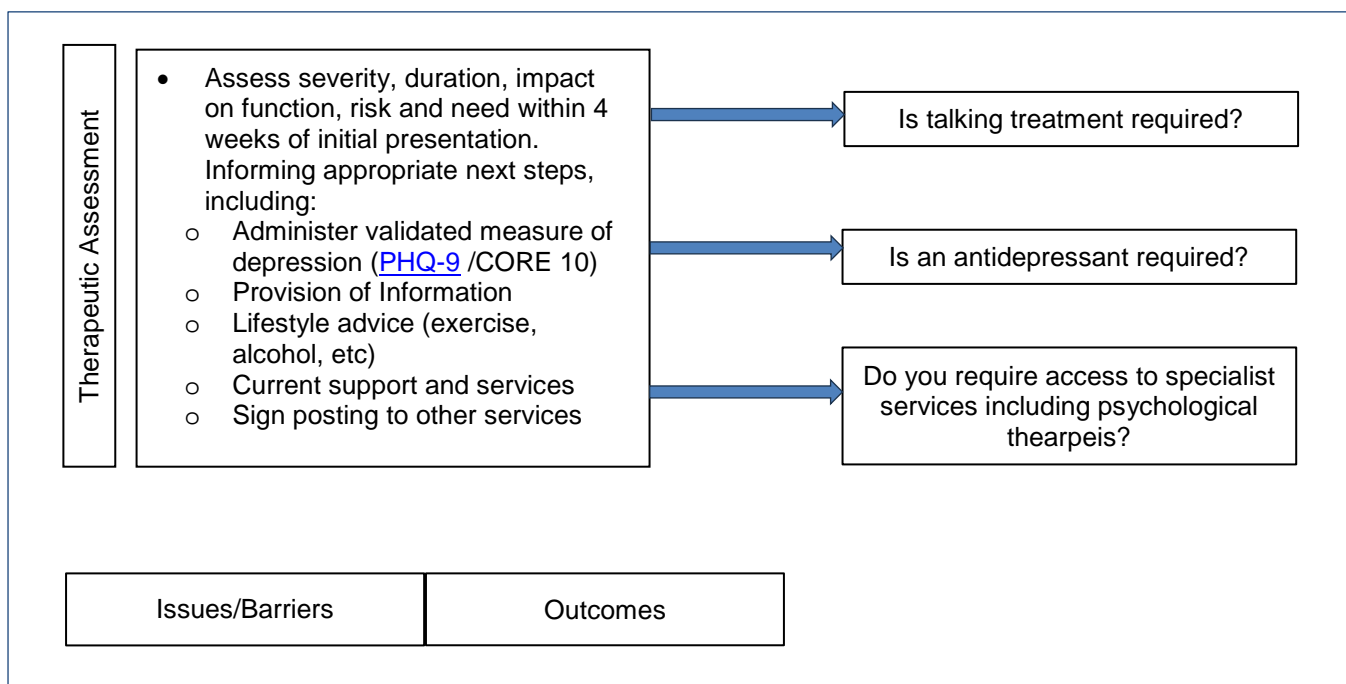 Therapeutic Assessment
• Assess severity, duration, impact
on function, risk and need within 4
weeks of initial presentation.
Informing appropriate next steps,
including:
o Administer validated measure of
depression (PHQ-9 /CORE 10)
o Provision of Information
o Lifestyle advice (exercise,
alcohol, etc)
o Current support and services
o Sign posting to other services
Is talking treatment required?
Is an antidepressant required?
Do you require access to specialist
services including psychological
thearpeis?
Issues/Barriers
Outcomes